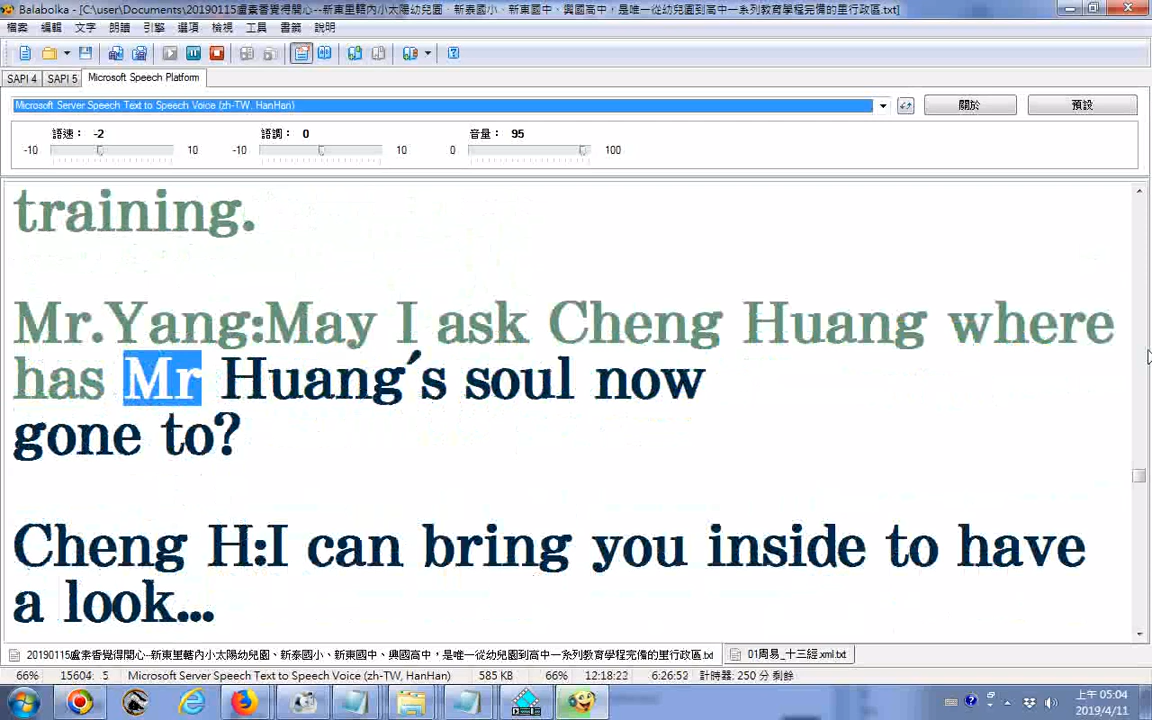 Balabolka - [C:\user\Documents\20190115盧素香覺得開心--新東里轄內小太陽幼兒園、新泰國小、新東國中、興國高中，是唯一從幼兒園到高中一系列教育學程完備的里行政區.txt]
檔案 編輯 文字 朗讀 引擎 選項 檢視 工具 書籤 說明
SAPI 4 SAPI 5 Microsoft Speech Platform
Microsoft Server Speech Text to Speech Voice (zh-TW, HanHan) 關於 預設
語速： -2 語調： 0 音量： 95
-10 10 -10 10 0 100
training.
Mr.Yang:May I ask Cheng Huang where
has Mr Huang's soul now
gone to?
Cheng H:I can bring you inside to have
a look...
20190115盧素香覺得開心--新東里轄內小太陽幼兒園、新泰國小、新東國中、興國高中，是唯一從幼兒園到高中一系列教育學程完備的里行政區.txt 01周易_十三經.xml.txt
66% 15604: 5 Microsoft Server Speech Text to Speech Voice (zh-TW, HanHan) 585 KB 66% 12:18:22 6:26:52 計時器: 250 分 剩餘
上午 05:04
2019/4/11